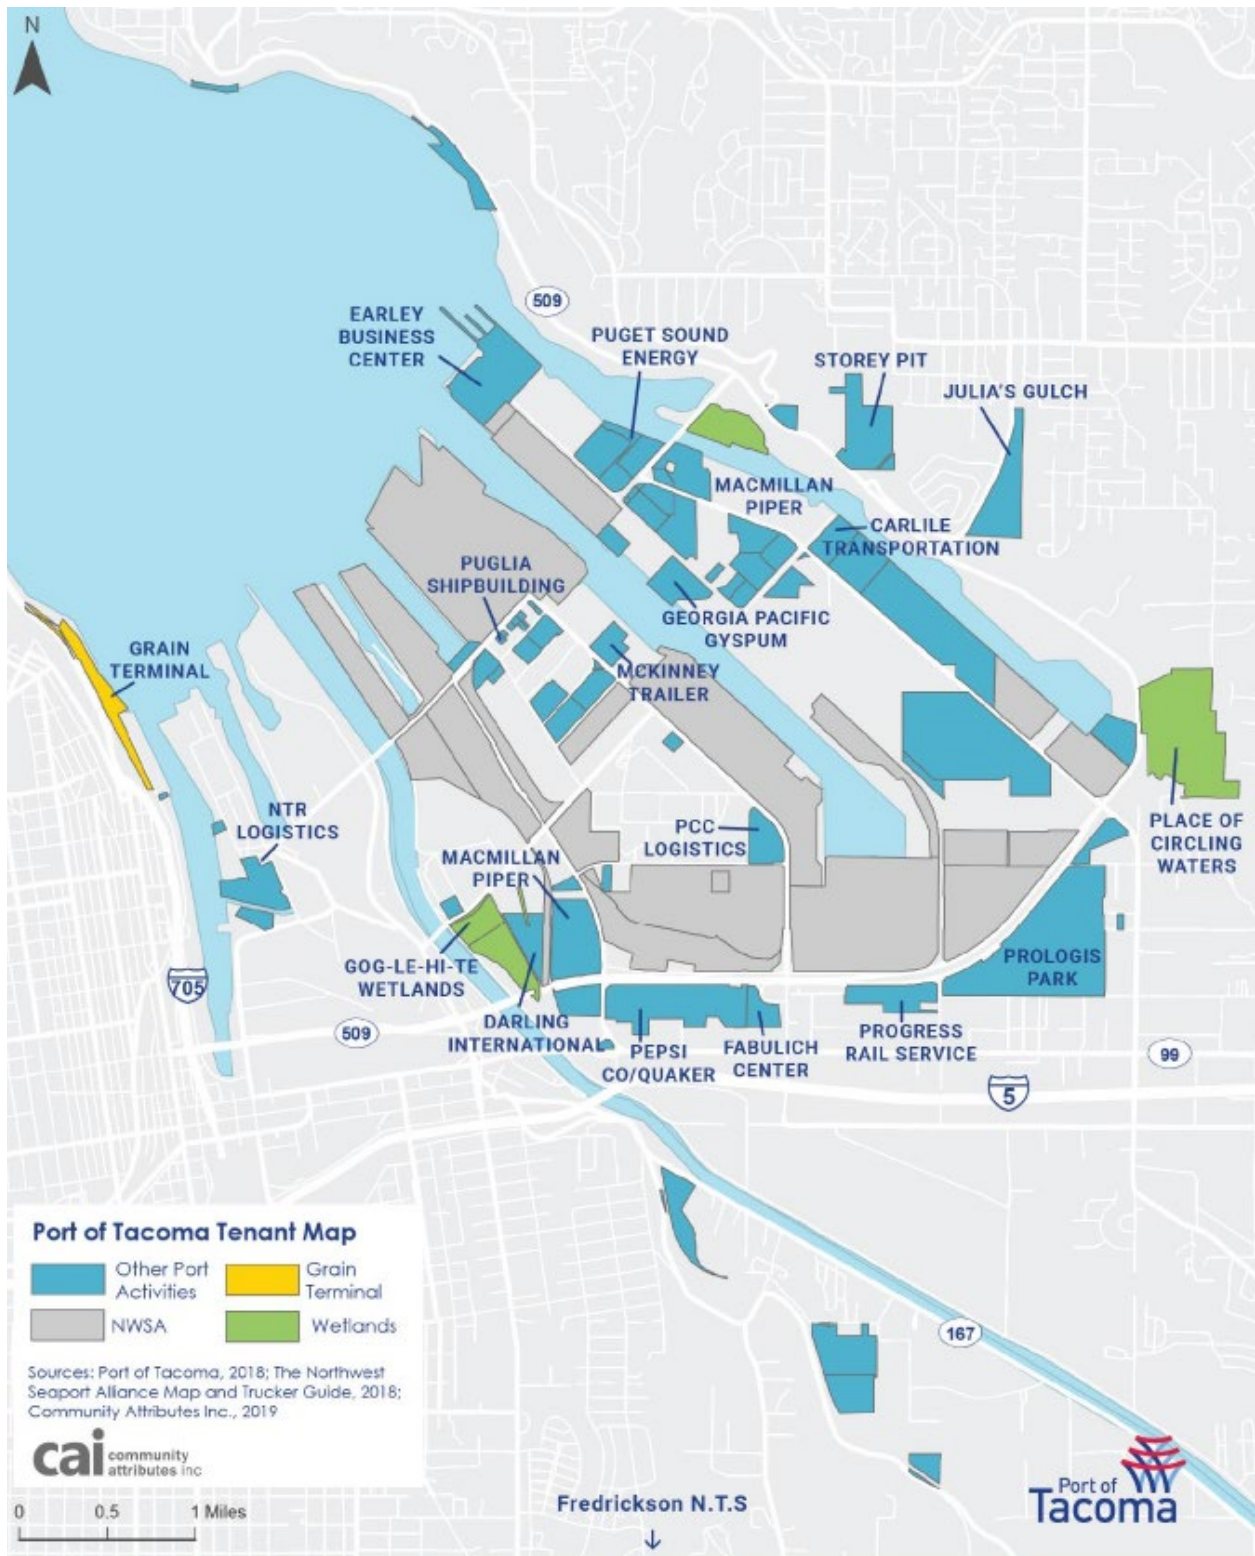 N
509
EARLEY
BUSINESS
CENTER
PUGET SOUND
ENERGY
STOREY PIT
JULIA'S GULCH
MACMILLAN
PIPER
CARLILE
TRANSPORTATION
PUGLIA
SHIPBUILDING
GEORGIA PACIFIC
GYSPUM
GRAIN
TERMINAL
MCKINNEY
TRAILER
NTR
LOGISTICS
PCC
LOGISTICS
PLACE OF
CIRCLING
WATERS
MACMILLAN
PIPER
GOG-LE-HI-TE
WETLANDS
PROLOGIS
PARK
705
509
DARLING
INTERNATIONAL
PEPSI
CO/QUAKER
FABULICH
CENTER
PROGRESS
RAIL SERVICE
99
5
167
Port of Tacoma Tenant Map
Other Port
Activities
Grain
Terminal
NWSA
Wetlands
Sources: Port of Tacoma, 2018; The Northwest
Seaport Alliance Map and Trucker Guide, 2018;
Community Attributes Inc., 2019
cai community
attributes inc
0 0.5 1 Miles
Fredrickson N.T.S
Port of
Tacoma